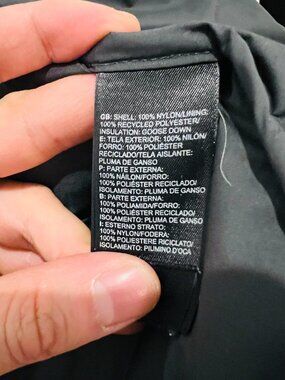 GB: SHELL: 100% NYLON/LINING:
100% RECYCLED POLYESTER/
INSULATION: GOOSE DOWN
E: TELA EXTERIOR: 100% NILÓN/
FORRO: 100% POLIÉSTER
RECICLADO/TELA AISLANTE:
PLUMA DE GANSO
P: PARTE EXTERNA:
100% NÁILON/FORRO:
100% POLIÉSTER RECICLADO/
ISOLAMENTO: PLUMA DE GANSO
B: PARTE EXTERNA:
100% POLIAMIDA/FORRO:
100% POLIÉSTER RECICLADO/
ISOLAMENTO: PLUMA DE GANSO
I: ESTERNO STRATO:
100% NYLON/FODERA:
100% POLIESTERE RICICLATO/
ISOLAMENTO: PIUMINO D'OCA